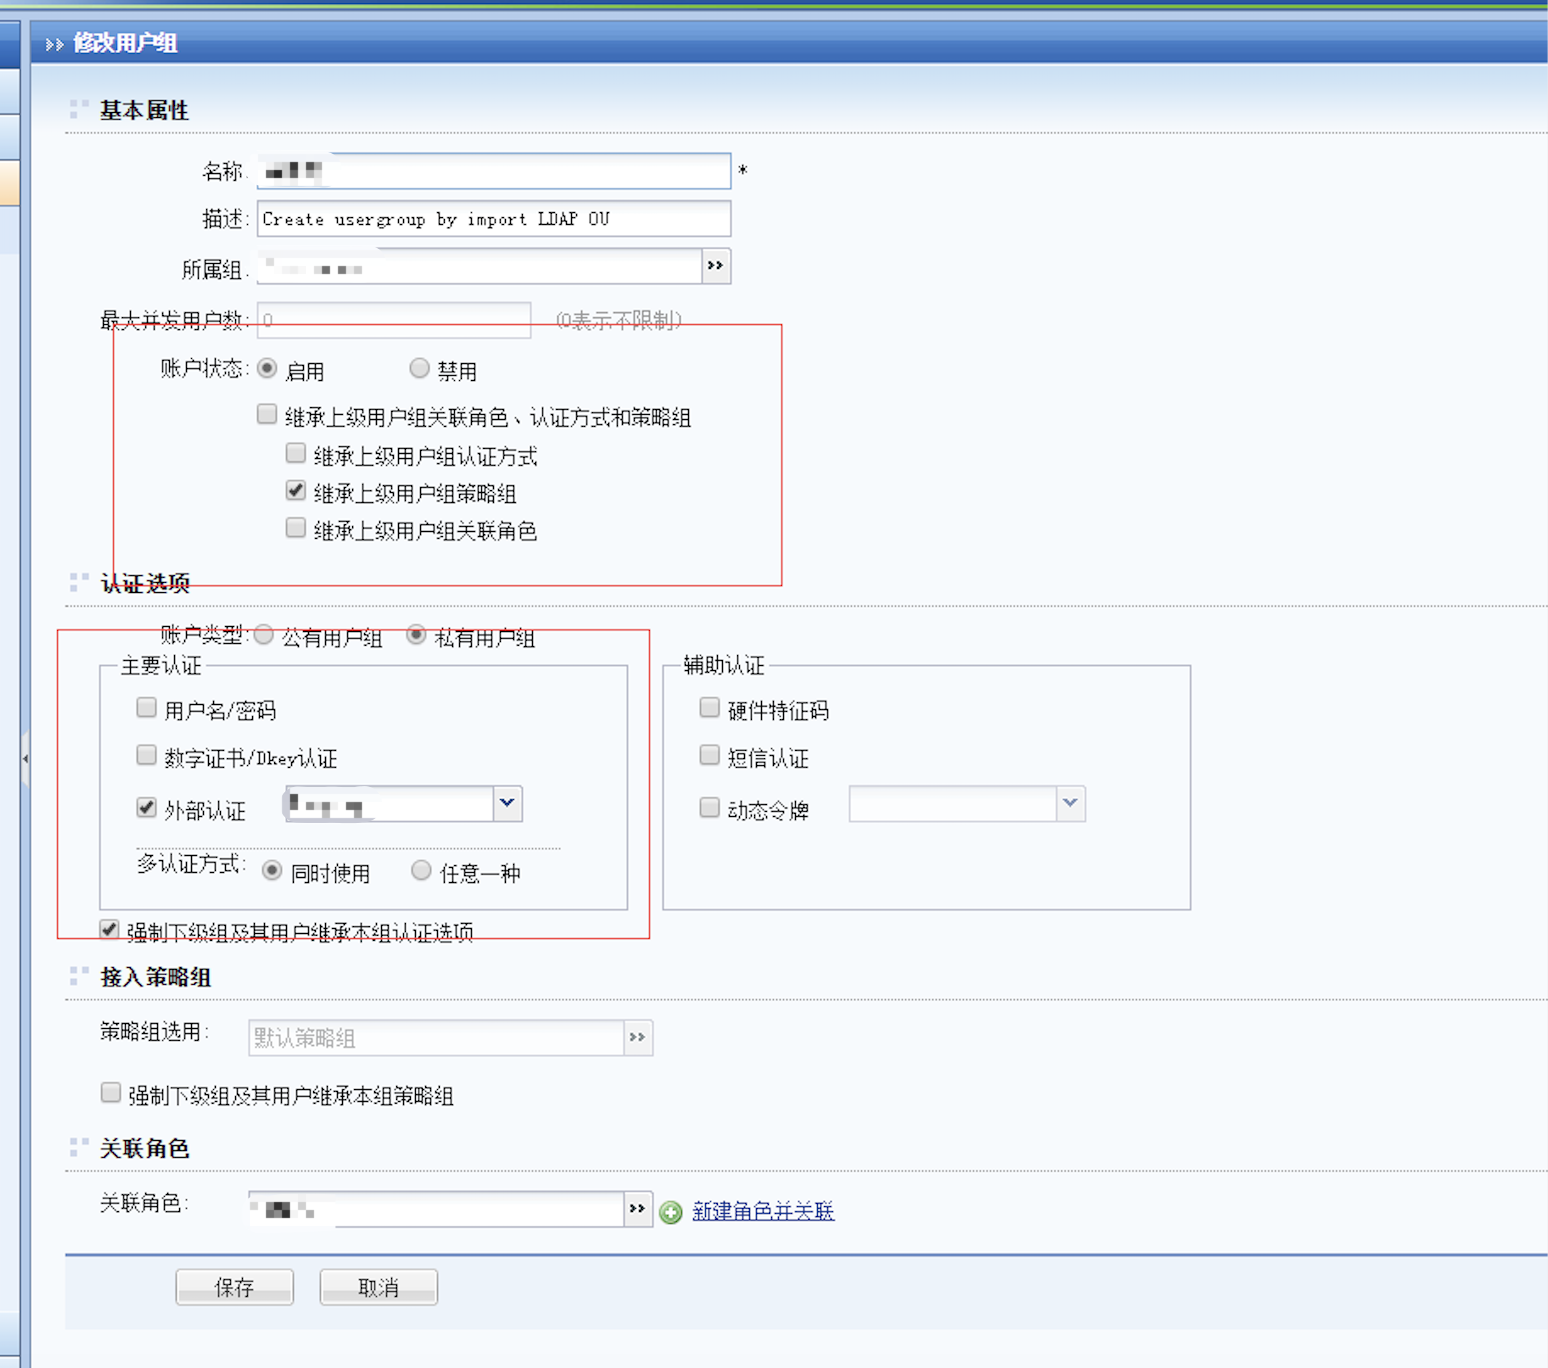 修改用户组
基本属性
名称: *
描述: Create usergroup by import LDAP OU
所属组:
最大并发用户数: 0 (0表示不限制)
账户状态: 启用 禁用
继承上级用户组关联角色、认证方式和策略组
继承上级用户组认证方式
继承上级用户组策略组
继承上级用户组关联角色
认证选项
账户类型: 公有用户组 私有用户组
主要认证
用户名/密码
数字证书/Dkey认证
外部认证
多认证方式: 同时使用 任意一种
辅助认证
硬件特征码
短信认证
动态令牌
强制下级组及其用户继承本组认证选项
接入策略组
策略组选用: 默认策略组
强制下级组及其用户继承本组策略组
关联角色
关联角色: 新建角色并关联
保存 取消